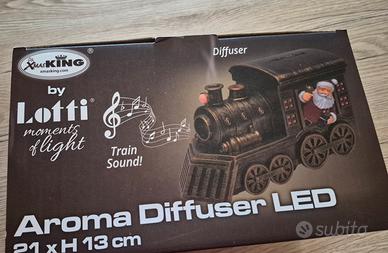 XmasKING
xmasking.com
by
Lotti
moments
of light
Diffuser
Train
Sound!
Aroma Diffuser LED
21 x H 13 cm
subito